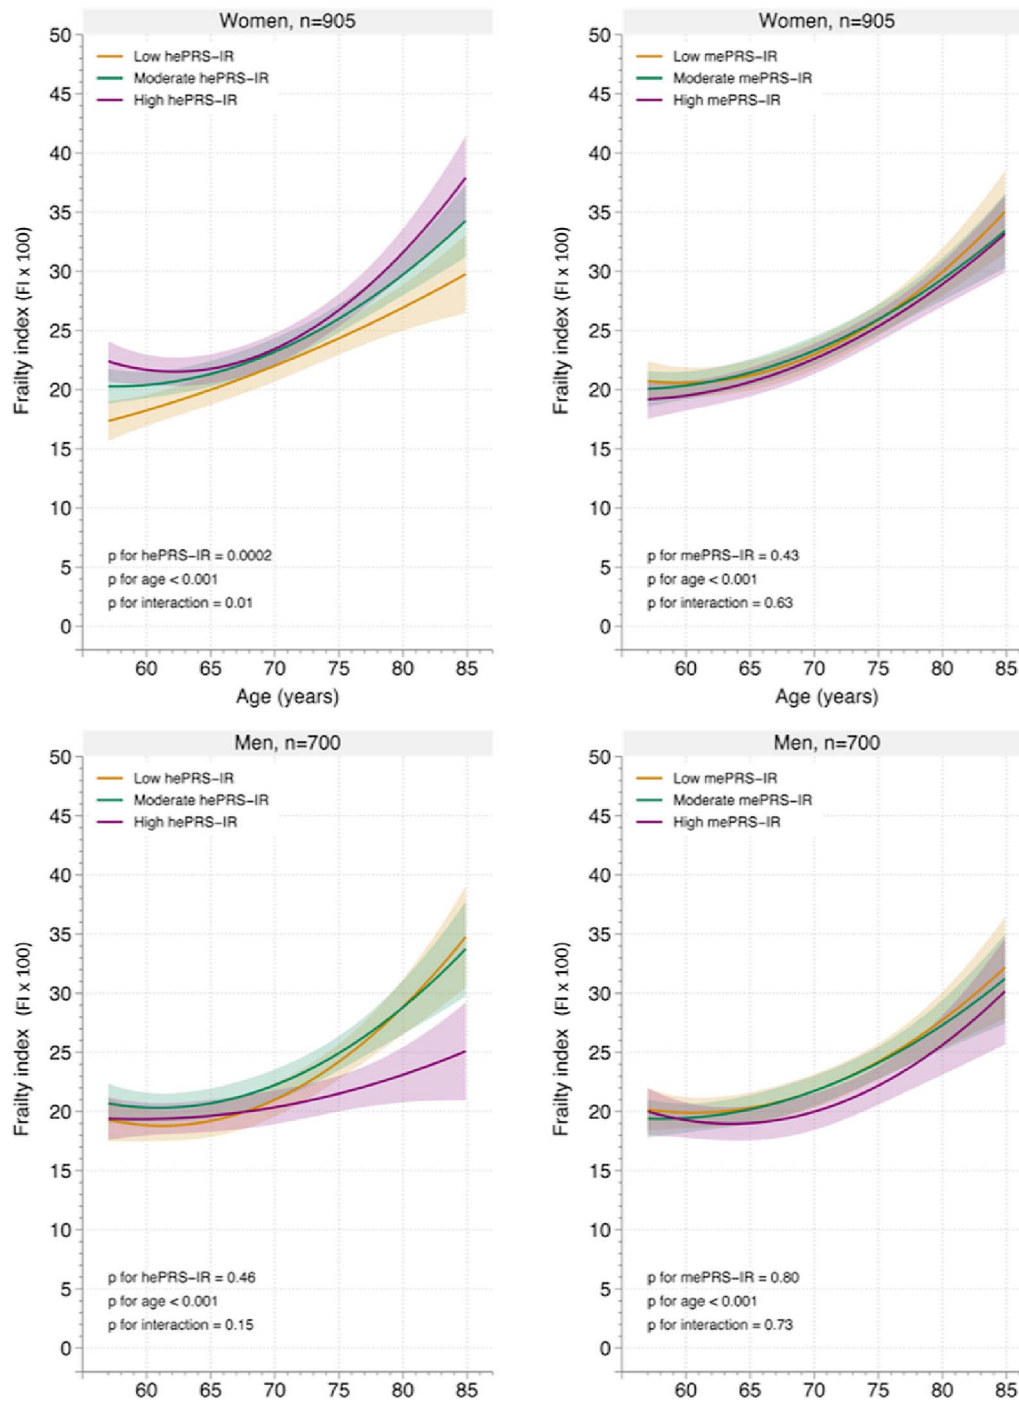 Women, n=905
50
45
40
35
30
25
20
15
10
5
0
Frailty index (FI x 100)
Low hePRS-IR
Moderate hePRS-IR
High hePRS-IR
p for hePRS-IR = 0.0002
p for age < 0.001
p for interaction = 0.01
60 65 70 75 80 85
Age (years)
Women, n=905
50
45
40
35
30
25
20
15
10
5
0
Frailty index (FI x 100)
Low mePRS-IR
Moderate mePRS-IR
High mePRS-IR
p for mePRS-IR = 0.43
p for age < 0.001
p for interaction = 0.63
60 65 70 75 80 85
Age (years)
Men, n=700
50
45
40
35
30
25
20
15
10
5
0
Frailty index (FI x 100)
Low hePRS-IR
Moderate hePRS-IR
High hePRS-IR
p for hePRS-IR = 0.46
p for age < 0.001
p for interaction = 0.15
60 65 70 75 80 85
Men, n=700
50
45
40
35
30
25
20
15
10
5
0
Frailty index (FI x 100)
Low mePRS-IR
Moderate mePRS-IR
High mePRS-IR
p for mePRS-IR = 0.80
p for age < 0.001
p for interaction = 0.73
60 65 70 75 80 85